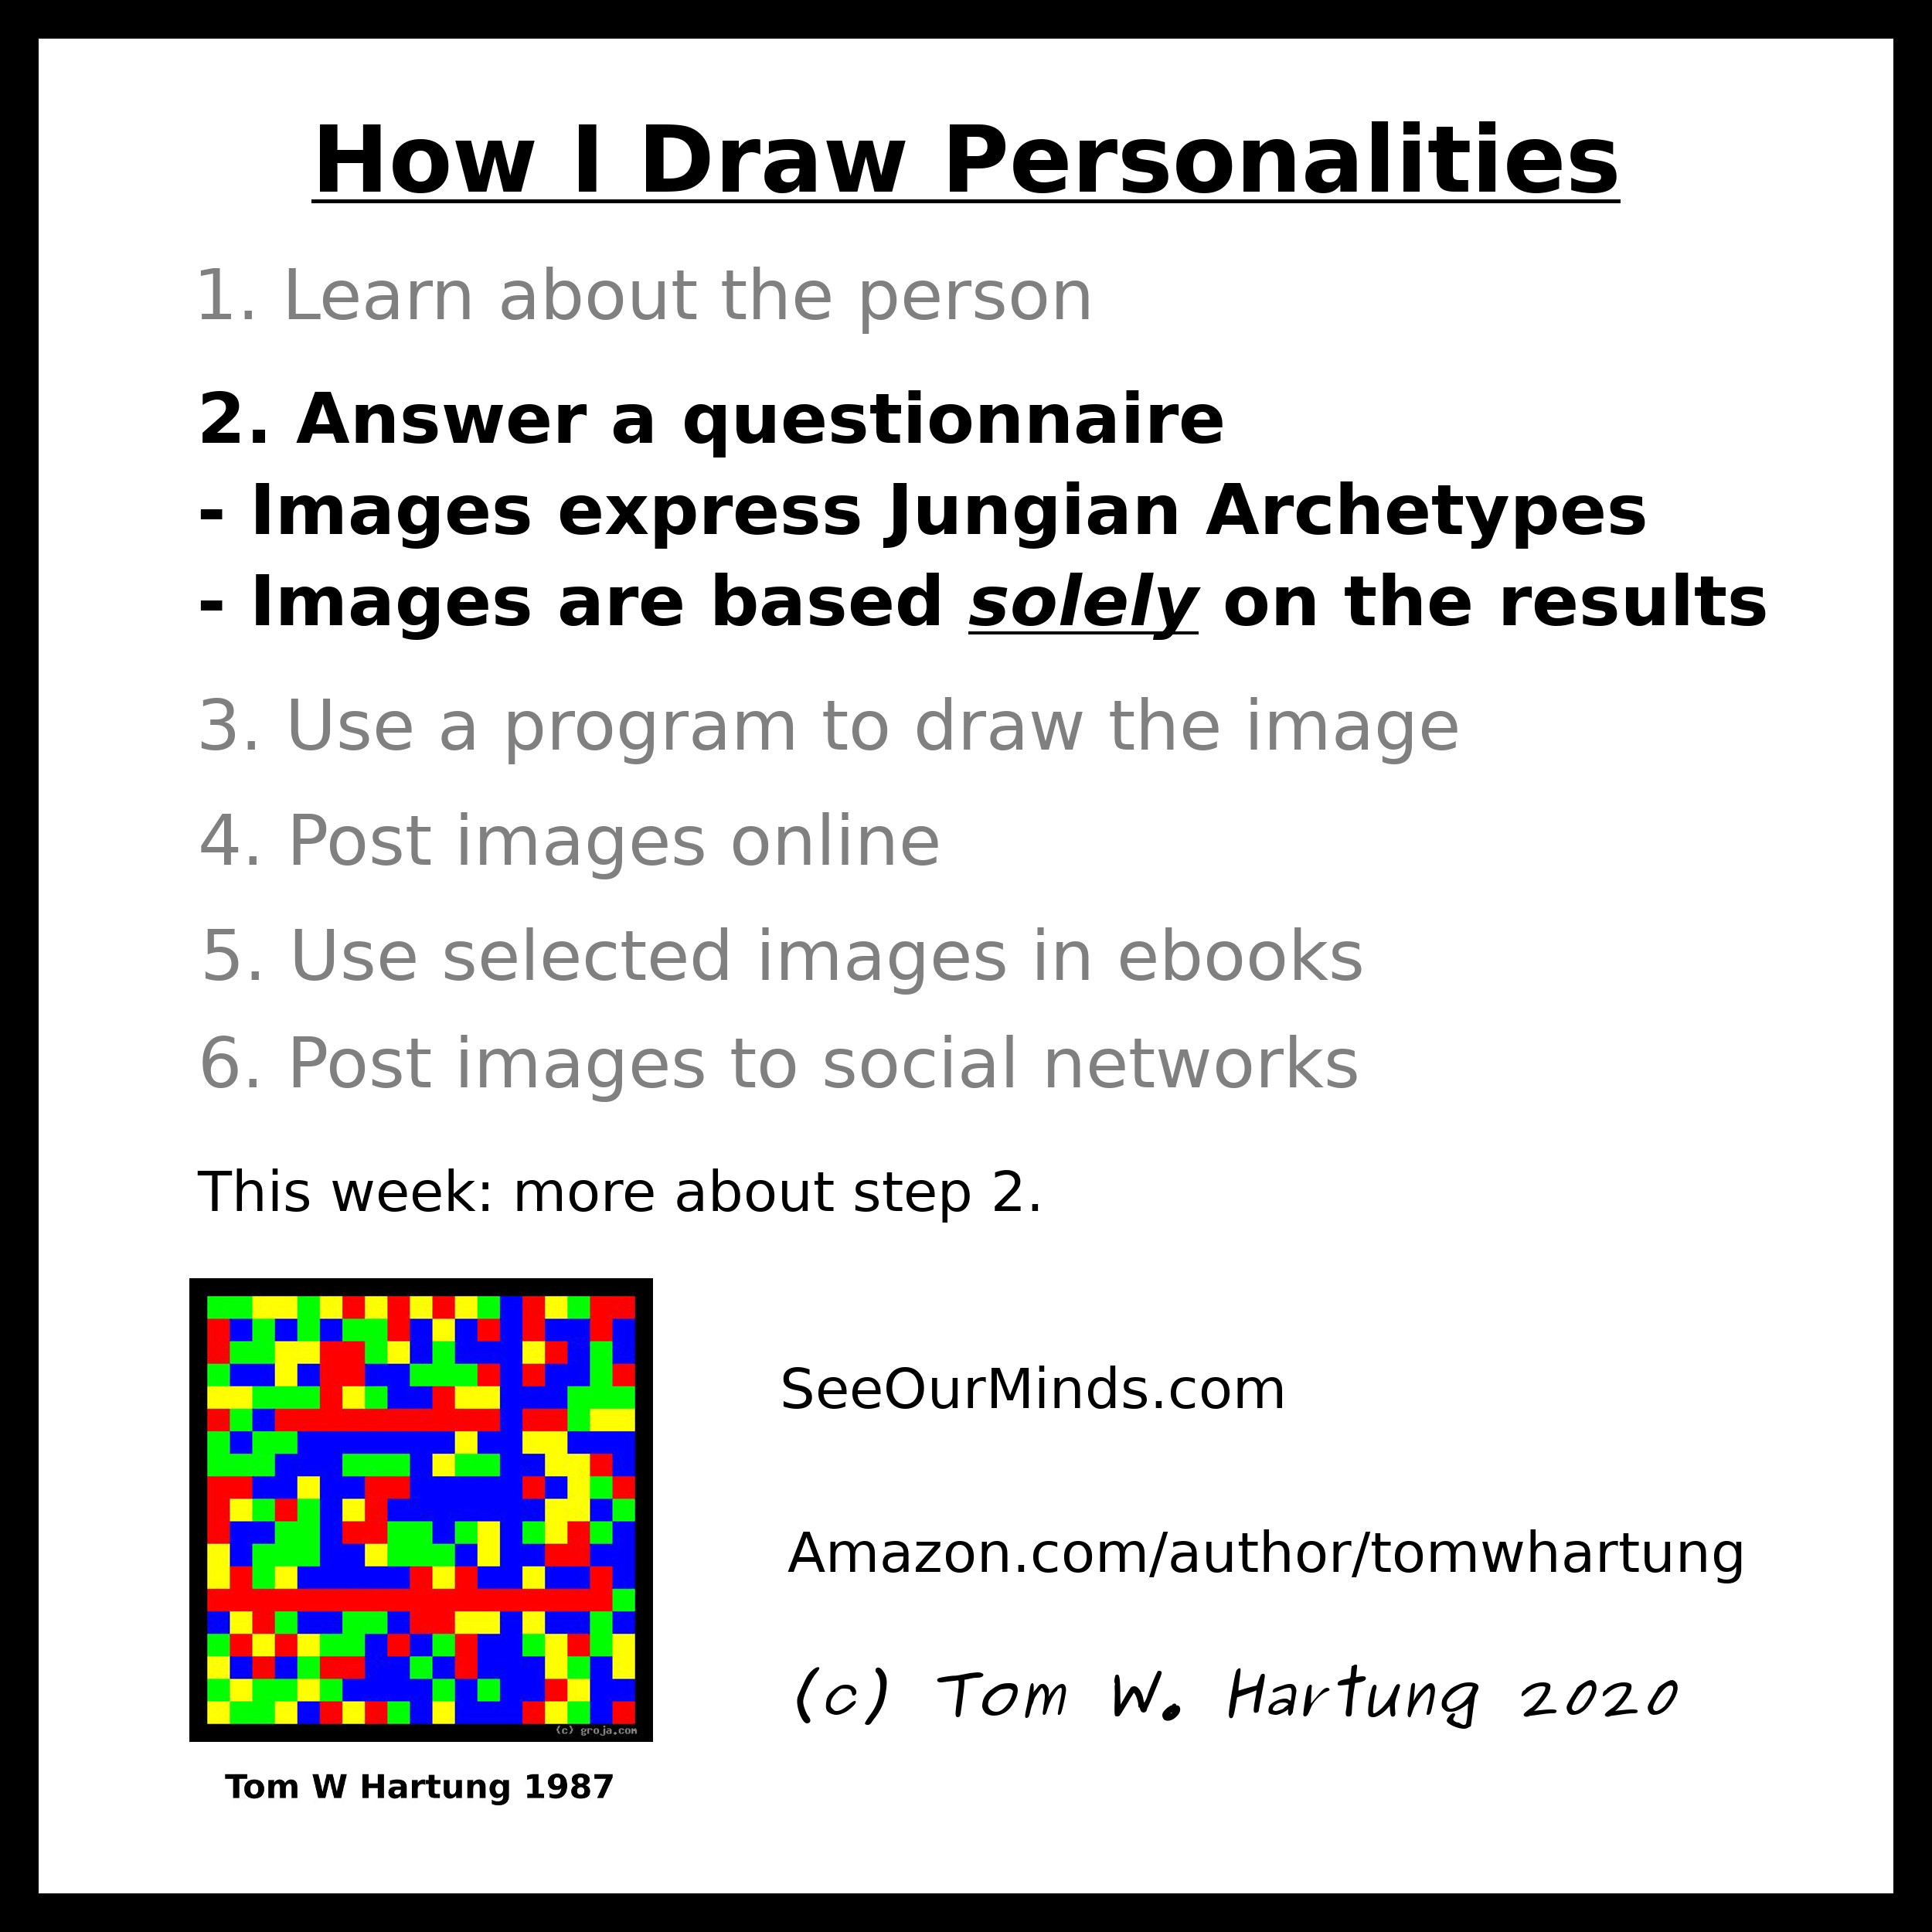 How I Draw Personalities
1. Learn about the person
2. Answer a questionnaire
- Images express Jungian Archetypes
- Images are based solely on the results
3. Use a program to draw the image
4. Post images online
5. Use selected images in ebooks
6. Post images to social networks
This week: more about step 2.
SeeOurMinds.com
Amazon.com/author/tomwhartung
(c) Tom W. Hartung 2020
(c) groja.com
Tom W Hartung 1987